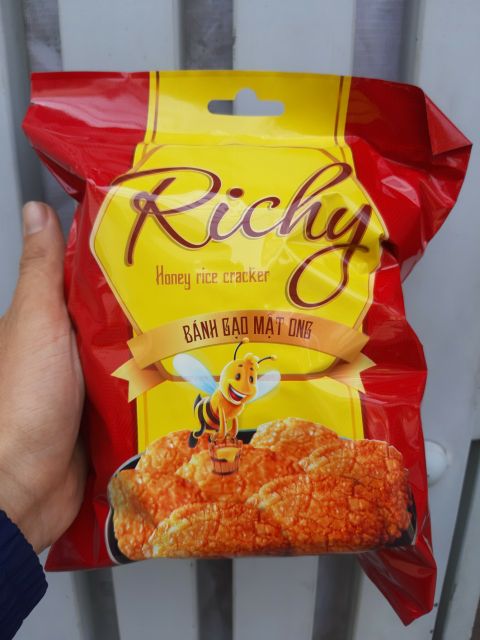 Richy
Honey rice cracker
BÁNH GẠO MẬT ONG